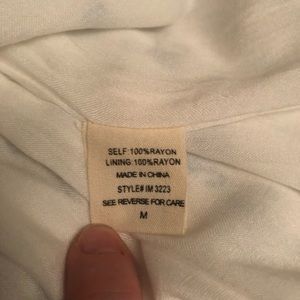 SELF:100%RAYON
LINING:100%RAYON
MADE IN CHINA
STYLE# IM 3223
SEE REVERSE FOR CARE
M